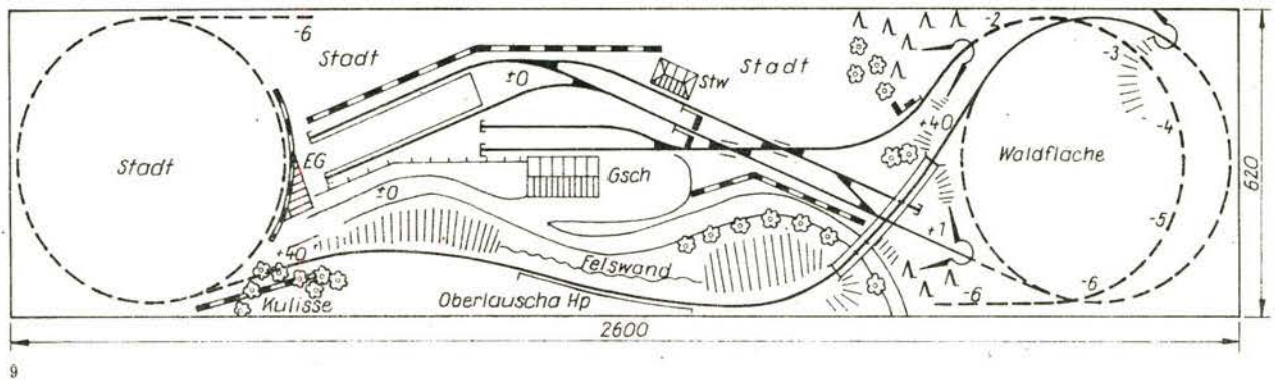 -6
Stadt
±0
Stw
Stadt
-2
-3
-4
+40
Stadt
EG
±0
Gsch
Waldfläche
620
+40
Felswand
+1
-5
-6
-6
Kulisse
Oberlauscha Hp
2600
9